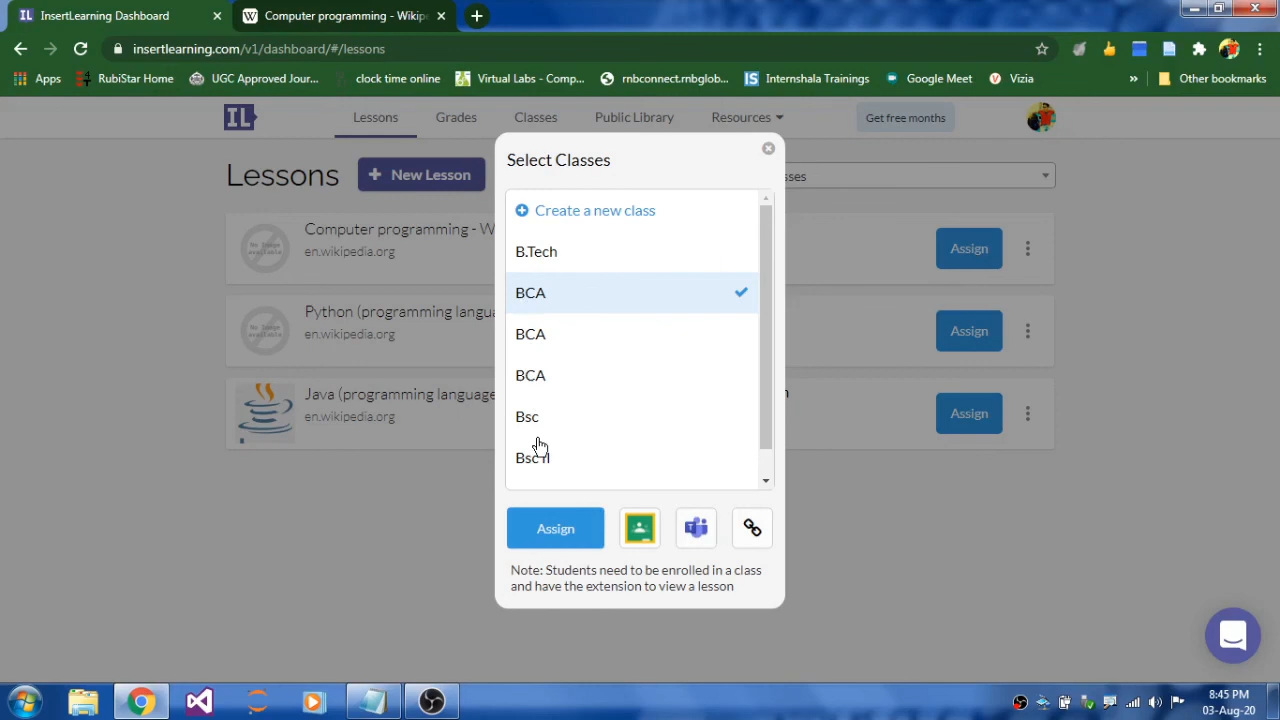 InsertLearning Dashboard
Computer programming - Wikipe
insertlearning.com/v1/dashboard/#/lessons
Apps
RubiStar Home
UGC Approved Jour...
clock time online
Virtual Labs - Comp...
rnbconnect.rnbglob...
Internshala Trainings
Google Meet
Vizia
»
Other bookmarks
IL
Lessons
Grades
Classes
Public Library
Resources
Get free months
Lessons
+ New Lesson
sses
Computer programming - W
en.wikipedia.org
Assign
Python (programming langu
en.wikipedia.org
Assign
Java (programming language
en.wikipedia.org
Assign
Select Classes
Create a new class
B.Tech
BCA
BCA
BCA
Bsc
Bsc II
Assign
Note: Students need to be enrolled in a class
and have the extension to view a lesson
8:45 PM
03-Aug-20